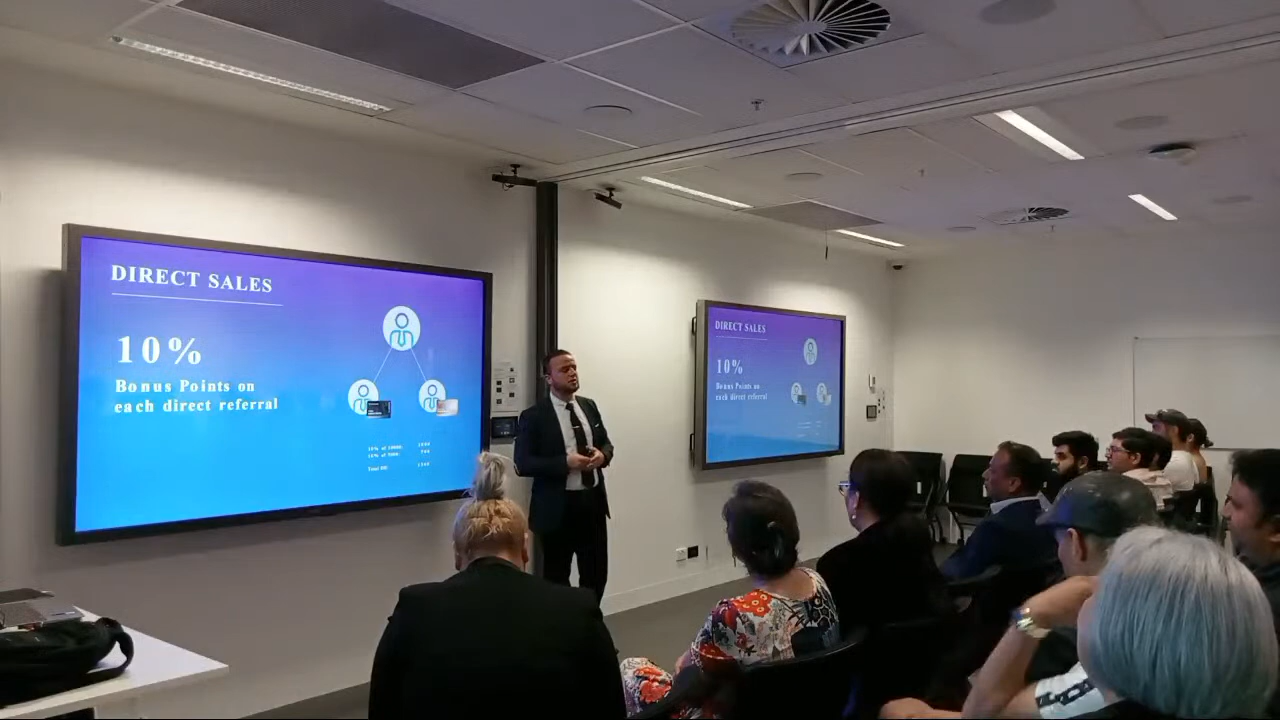 DIRECT SALES
10%
Bonus Points on
each direct referral
DIRECT SALES
10%
Bonus Points on
each direct referral